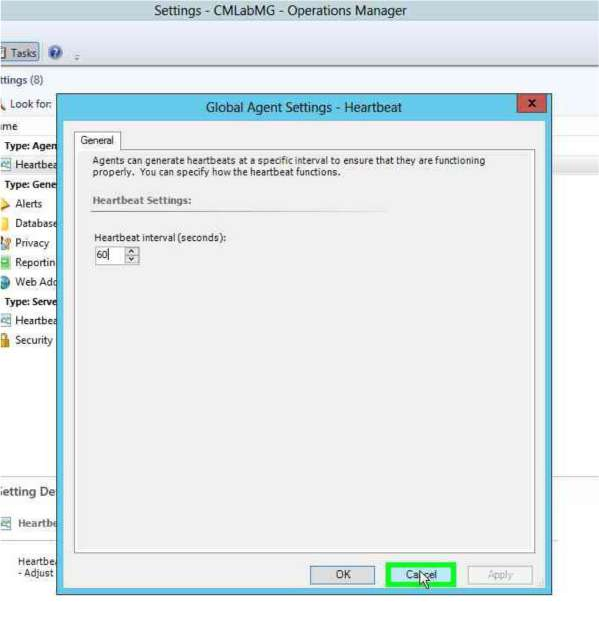 Settings - CMLabMG - Operations Manager
Tasks
ttings (8)
Look for:
Global Agent Settings - Heartbeat
x
me
General
Type: Agen
Agents can generate heartbeats at a specific interval to ensure that they are functioning
properly. You can specify how the heartbeat functions.
Heartbea
Type: Gene
Heartbeat Settings:
Alerts
Database
Heartbeat interval (seconds):
Privacy
60
Reportin
Web Add
Type: Serve
Heartbea
Security
etting De
Heartbe
Heartbea
- Adjust
OK
Cancel
Apply